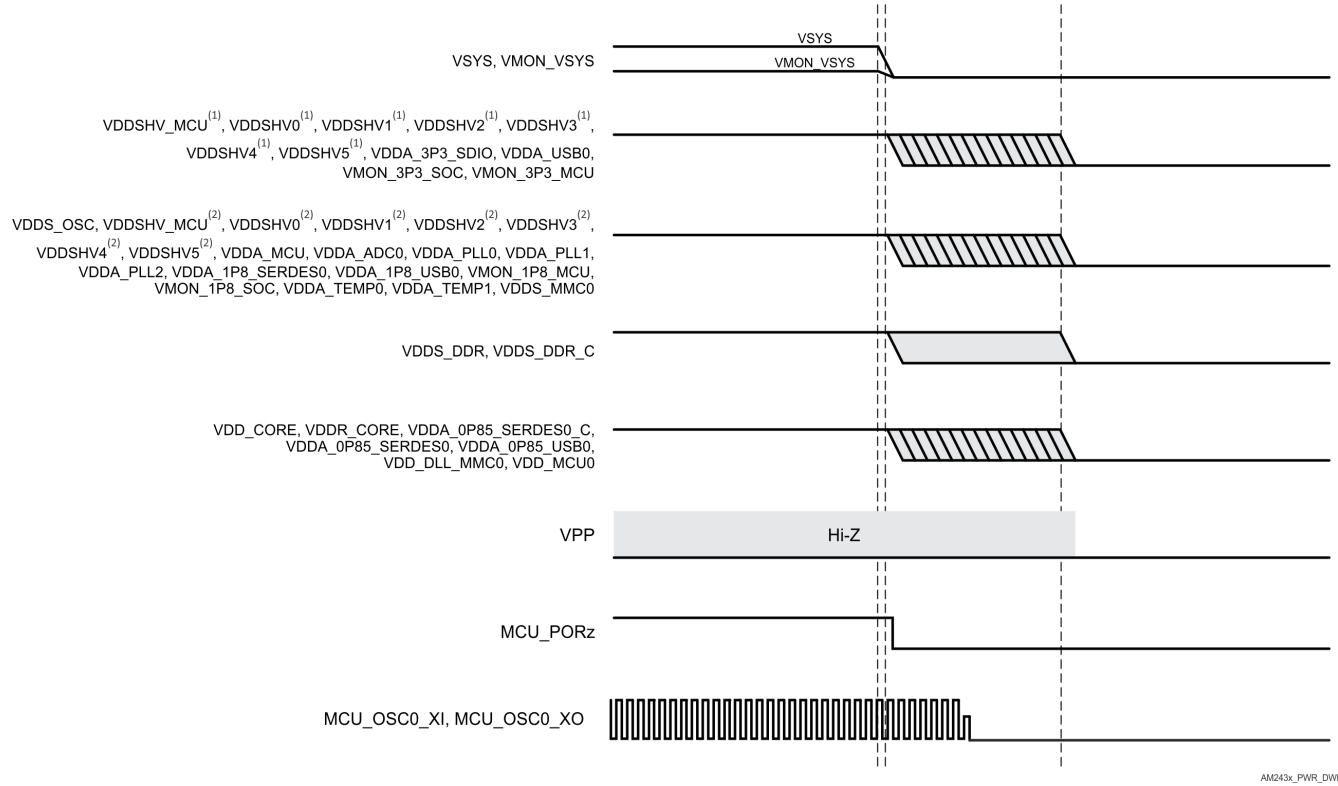 VSYS
VSYS, VMON_VSYS
VMON_VSYS
VDDSHV_MCU(1), VDDSHV0(1), VDDSHV1(1), VDDSHV2(1), VDDSHV3(1),
VDDSHV4(1), VDDSHV5(1), VDDA_3P3_SDIO, VDDA_USB0,
VMON_3P3_SOC, VMON_3P3_MCU
VDDS_OSC, VDDSHV_MCU(2), VDDSHV0(2), VDDSHV1(2), VDDSHV2(2), VDDSHV3(2),
VDDSHV4(2), VDDSHV5(2), VDDA_MCU, VDDA_ADC0, VDDA_PLL0, VDDA_PLL1,
VDDA_PLL2, VDDA_1P8_SERDES0, VDDA_1P8_USB0, VMON_1P8_MCU,
VMON_1P8_SOC, VDDA_TEMP0, VDDA_TEMP1, VDDS_MMC0
VDDS_DDR, VDDS_DDR_C
VDD_CORE, VDDR_CORE, VDDA_0P85_SERDES0_C,
VDDA_0P85_SERDES0, VDDA_0P85_USB0,
VDD_DLL_MMC0, VDD_MCU0
VPP
Hi-Z
MCU_PORz
MCU_OSC0_XI, MCU_OSC0_XO